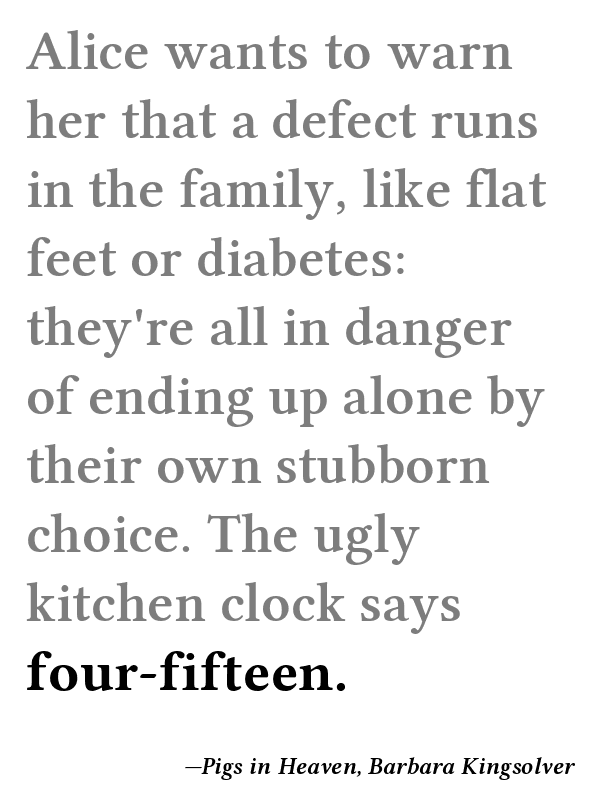 Alice wants to warn
her that a defect runs
in the family, like flat
feet or diabetes:
they're all in danger
of ending up alone by
their own stubborn
choice. The ugly
kitchen clock says
four-fifteen.
—Pigs in Heaven, Barbara Kingsolver